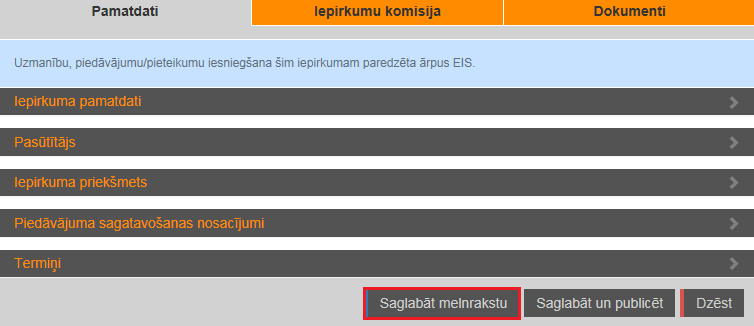 Pamatdati Iepirkumu komisija Dokumenti
Uzmanību, piedāvājumu/pieteikumu iesniegšana šim iepirkumam paredzēta ārpus EIS.
Iepirkuma pamatdati
Pasūtītājs
Iepirkuma priekšmets
Piedāvājuma sagatavošanas nosacījumi
Termiņi
Saglabāt melnrakstu Saglabāt un publicēt Dzēst